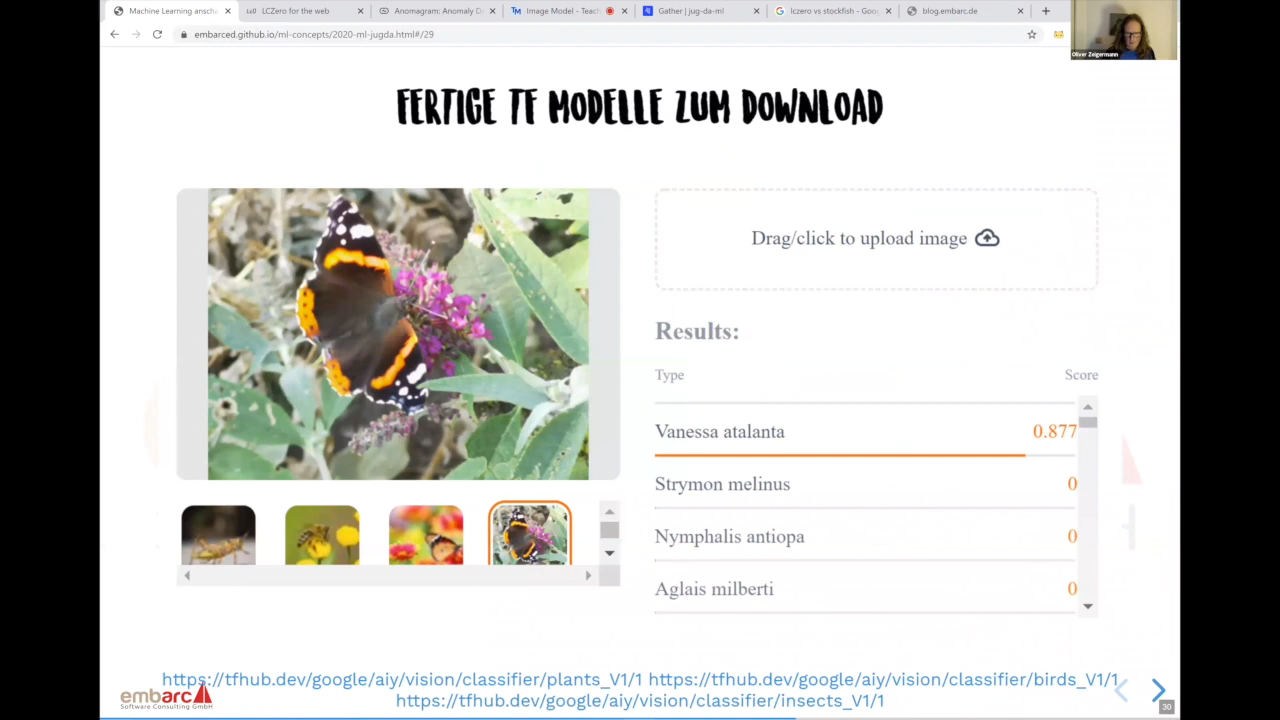 Machine Learning anscha
LCZero for the web
Anomagram: Anomaly D
Image Model - Teach
Gather | jug-da-ml
lczero vs stockfish - Goo
blog.embarc.de
embarced.github.io/ml-concepts/2020-ml-jugda.html#/29
Oliver Zeigermann
FERTIGE TF MODELLE ZUM DOWNLOAD
Drag/click to upload image
Results:
Type Score
Vanessa atalanta 0.877
Strymon melinus 0
Nymphalis antiopa 0
Aglais milberti 0
https://tfhub.dev/google/aiy/vision/classifier/plants_V1/1 https://tfhub.dev/google/aiy/vision/classifier/birds_V1/1
https://tfhub.dev/google/aiy/vision/classifier/insects_V1/1
embarc
Software Consulting GmbH
30